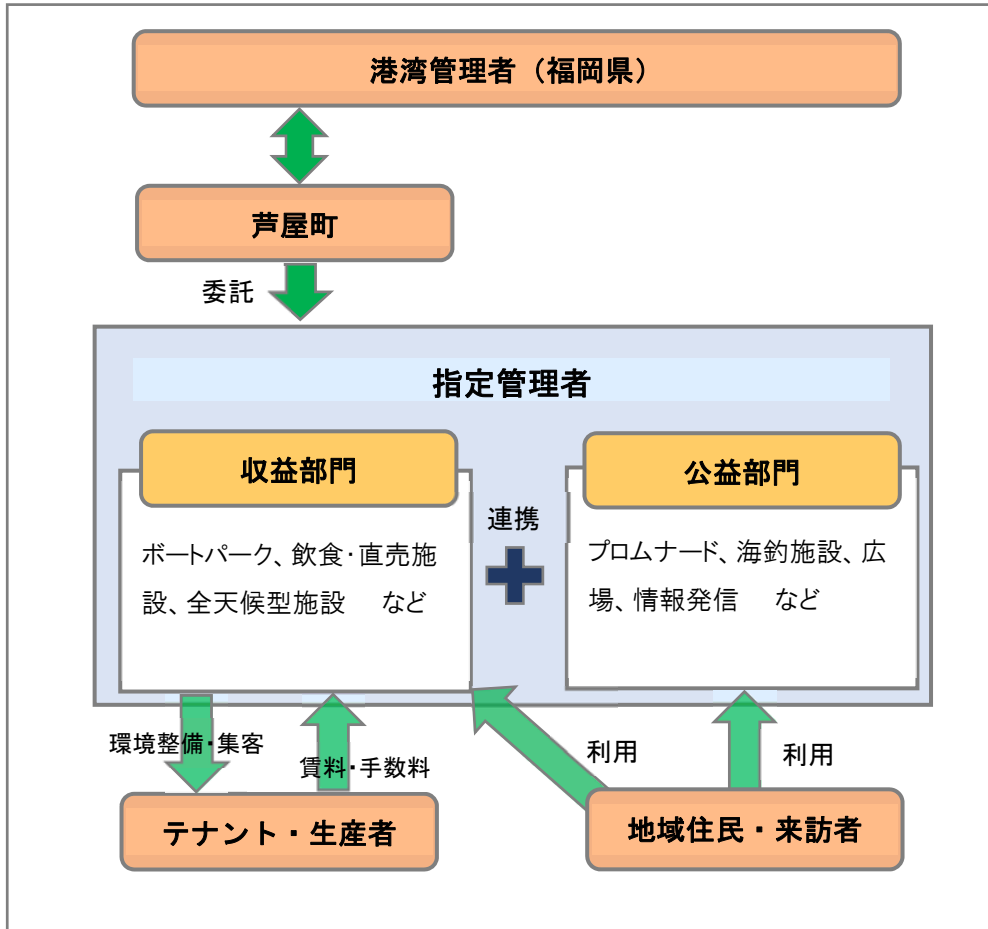 港湾管理者（福岡県）
芦屋町
委託
指定管理者
収益部門
公益部門
連携
ボートパーク、飲食・直売施
設、全天候型施設　など
プロムナード、海釣施設、広
場、情報発信　など
環境整備・集客
賃料・手数料
利用
利用
テナント・生産者
地域住民・来訪者